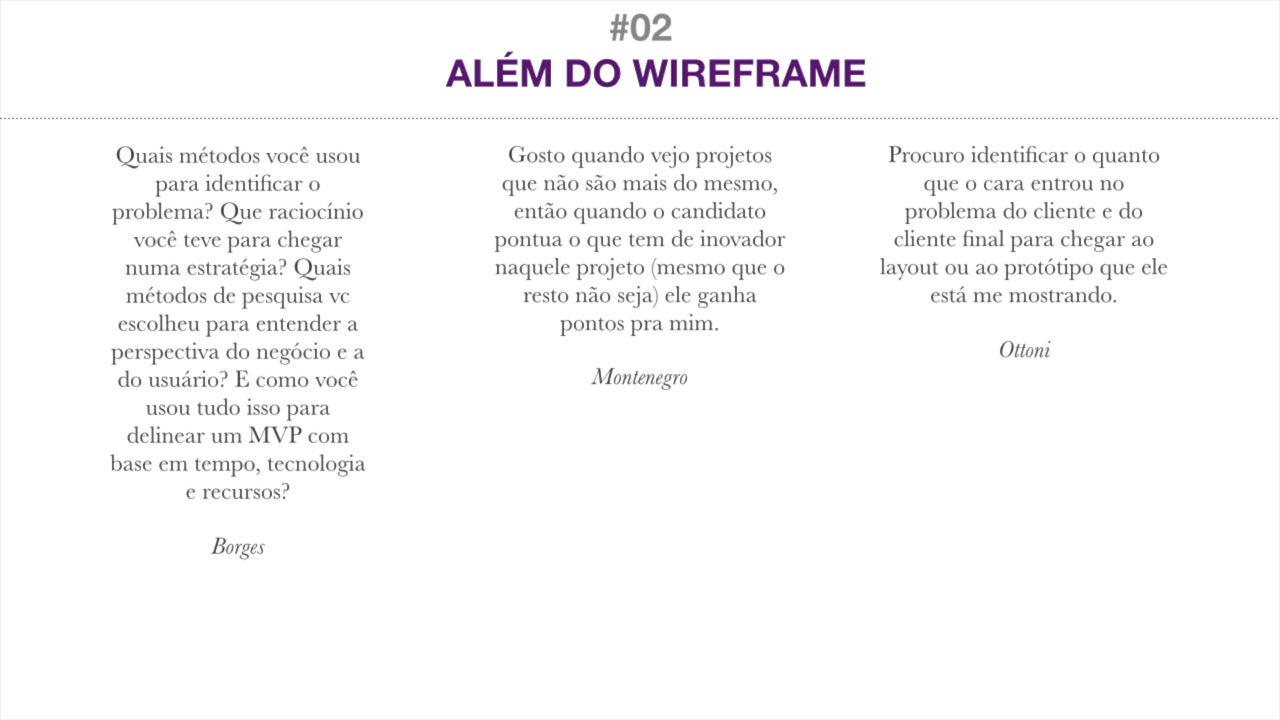 #02
ALÉM DO WIREFRAME
Quais métodos você usou
para identificar o
problema? Que raciocínio
você teve para chegar
numa estratégia? Quais
métodos de pesquisa vc
escolheu para entender a
perspectiva do negócio e a
do usuário? E como você
usou tudo isso para
delinear um MVP com
base em tempo, tecnologia
e recursos?
Borges
Gosto quando vejo projetos
que não são mais do mesmo,
então quando o candidato
pontua o que tem de inovador
naquele projeto (mesmo que o
resto não seja) ele ganha
pontos pra mim.
Montenegro
Procuro identificar o quanto
que o cara entrou no
problema do cliente e do
cliente final para chegar ao
layout ou ao protótipo que ele
está me mostrando.
Ottoni